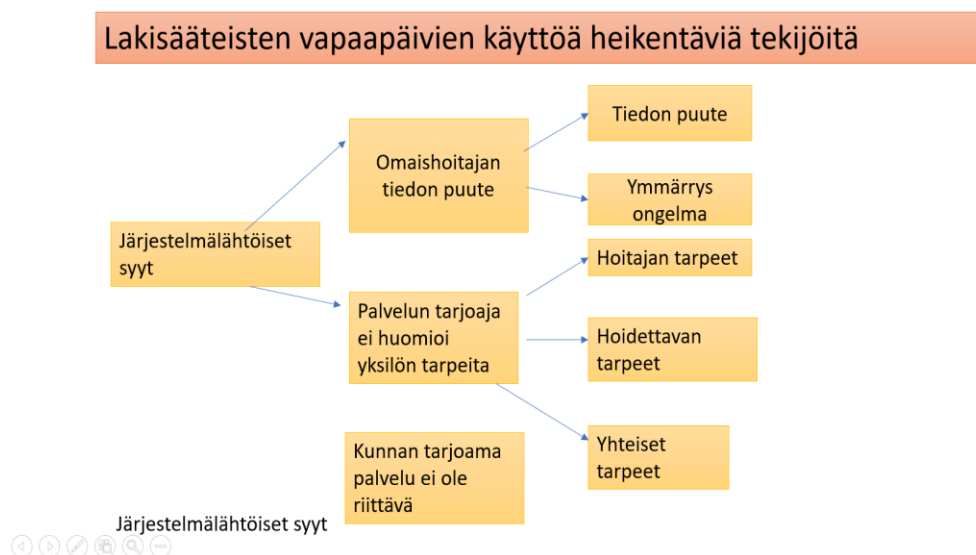 Lakisääteisten vapaapäivien käyttöä heikentäviä tekijöitä
Järjestelmälähtöiset
syyt
Omaishoitajan
tiedon puute
Tiedon puute
Ymmärrys
ongelma
Palvelun tarjoaja
ei huomioi
yksilön tarpeita
Hoitajan tarpeet
Hoidettavan
tarpeet
Yhteiset
tarpeet
Kunnan tarjoama
palvelu ei ole
riittävä
Järjestelmälähtöiset syyt